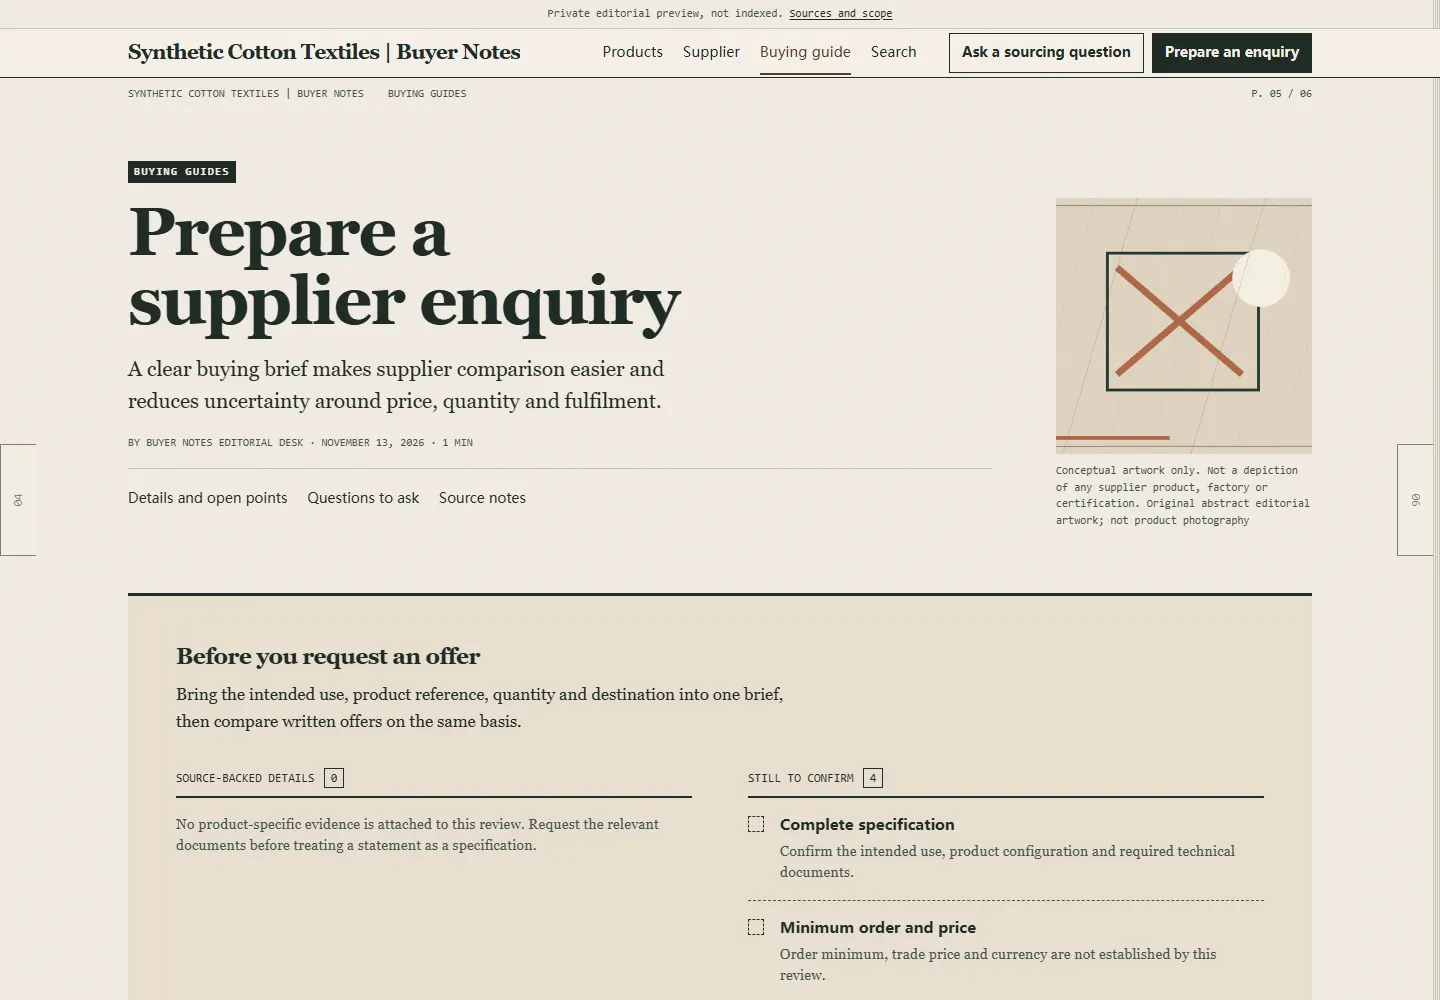 Private editorial preview, not indexed. Sources and scope
Synthetic Cotton Textiles | Buyer Notes
Products
Supplier
Buying guide
Search
Ask a sourcing question
Prepare an enquiry
SYNTHETIC COTTON TEXTILES | BUYER NOTES
BUYING GUIDES
P. 05 / 06
BUYING GUIDES
Prepare a
supplier enquiry
A clear buying brief makes supplier comparison easier and
reduces uncertainty around price, quantity and fulfilment.
BY BUYER NOTES EDITORIAL DESK · NOVEMBER 13, 2026 · 1 MIN
Details and open points
Questions to ask
Source notes
Conceptual artwork only. Not a depiction
of any supplier product, factory or
certification. Original abstract editorial
artwork; not product photography
04
06
Before you request an offer
Bring the intended use, product reference, quantity and destination into one brief,
then compare written offers on the same basis.
SOURCE-BACKED DETAILS 0
No product-specific evidence is attached to this review. Request the relevant
documents before treating a statement as a specification.
STILL TO CONFIRM 4
Complete specification
Confirm the intended use, product configuration and required technical
documents.
Minimum order and price
Order minimum, trade price and currency are not established by this
review.